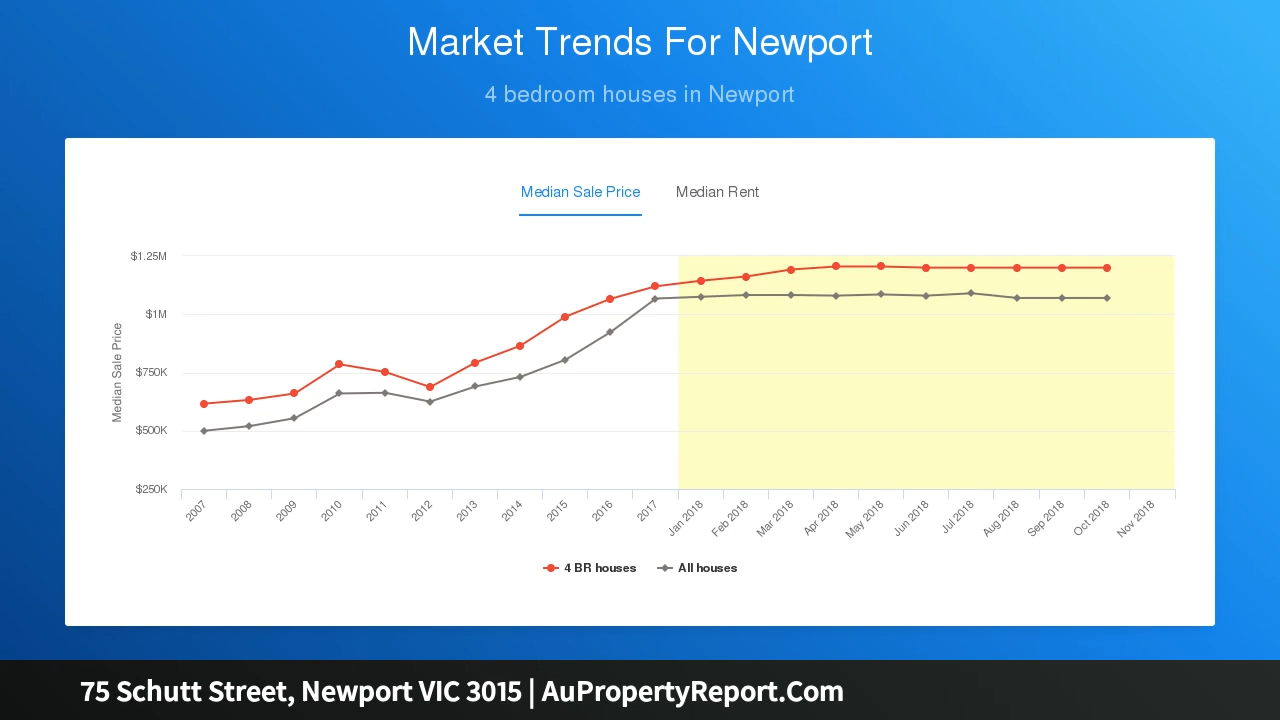 Market Trends For Newport
4 bedroom houses in Newport
Median Sale Price Median Rent
Median Sale Price
$1.25M
$1M
$750K
$500K
$250K
2007 2008 2009 2010 2011 2012 2013 2014 2015 2016 2017 Jan 2018 Feb 2018 Mar 2018 Apr 2018 May 2018 Jun 2018 Jul 2018 Aug 2018 Sep 2018 Oct 2018 Nov 2018
4 BR houses All houses
75 Schutt Street, Newport VIC 3015 | AuPropertyReport.Com